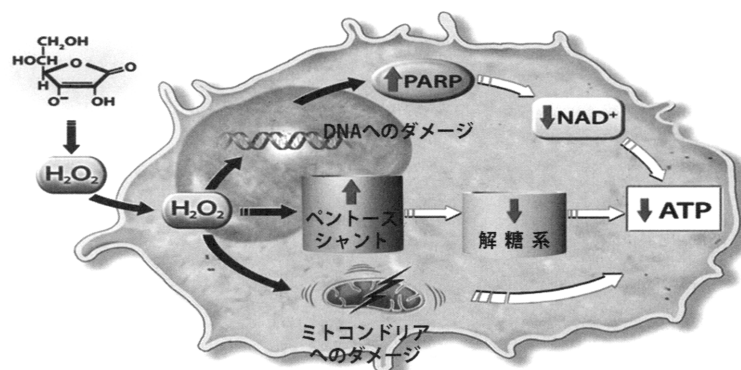 CH₂OH
HOCH
O
O
H
O⁻
OH
H₂O₂
H₂O₂
PARP
DNAへのダメージ
NAD⁺
ペントース
シャント
解糖系
ATP
ミトコンドリア
へのダメージ